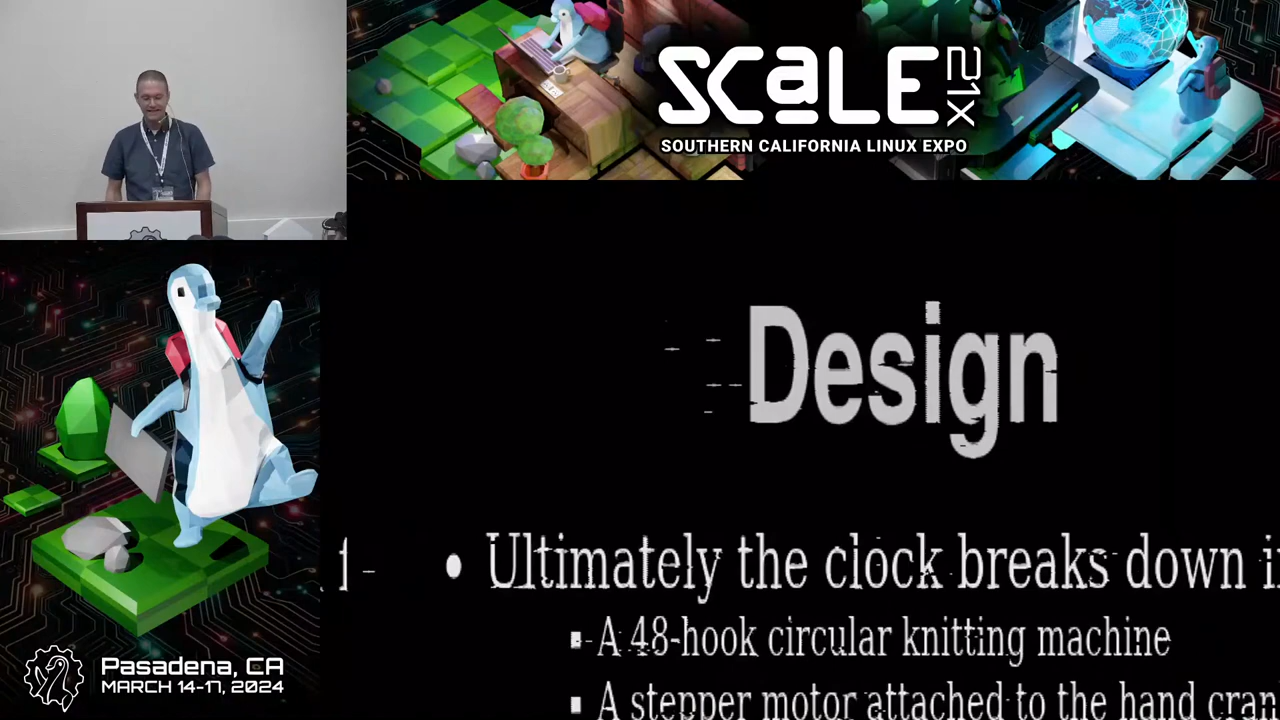 SCaLE 21x
SOUTHERN CALIFORNIA LINUX EXPO
Design
• Ultimately the clock breaks down
▪ A 48-hook circular knitting machine
▪ A stepper motor attached to the hand
Pasadena, CA
MARCH 14-17, 2024